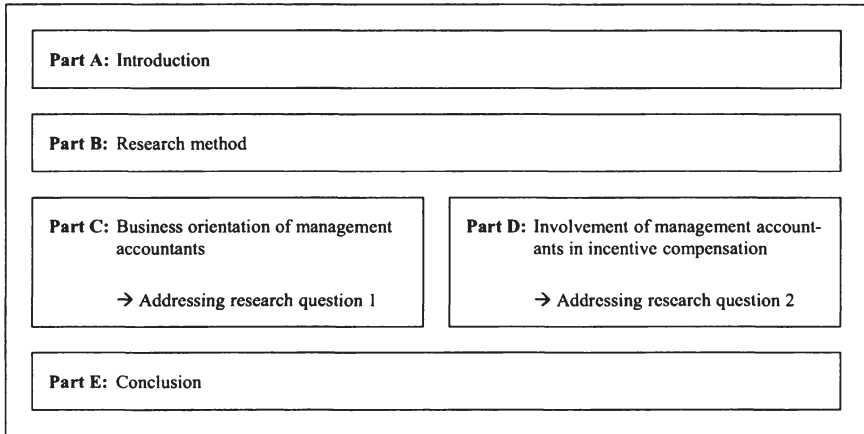 Part A: Introduction
Part B: Research method
Part C: Business orientation of management
accountants
→ Addressing research question 1
Part D: Involvement of management account-
ants in incentive compensation
→ Addressing research question 2
Part E: Conclusion